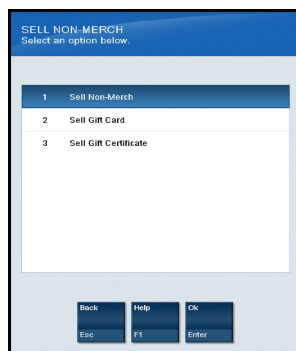 SELL NON-MERCH
Select an option below.
1 Sell Non-Merch
2 Sell Gift Card
3 Sell Gift Certificate
Back Help Ok
Esc F1 Enter